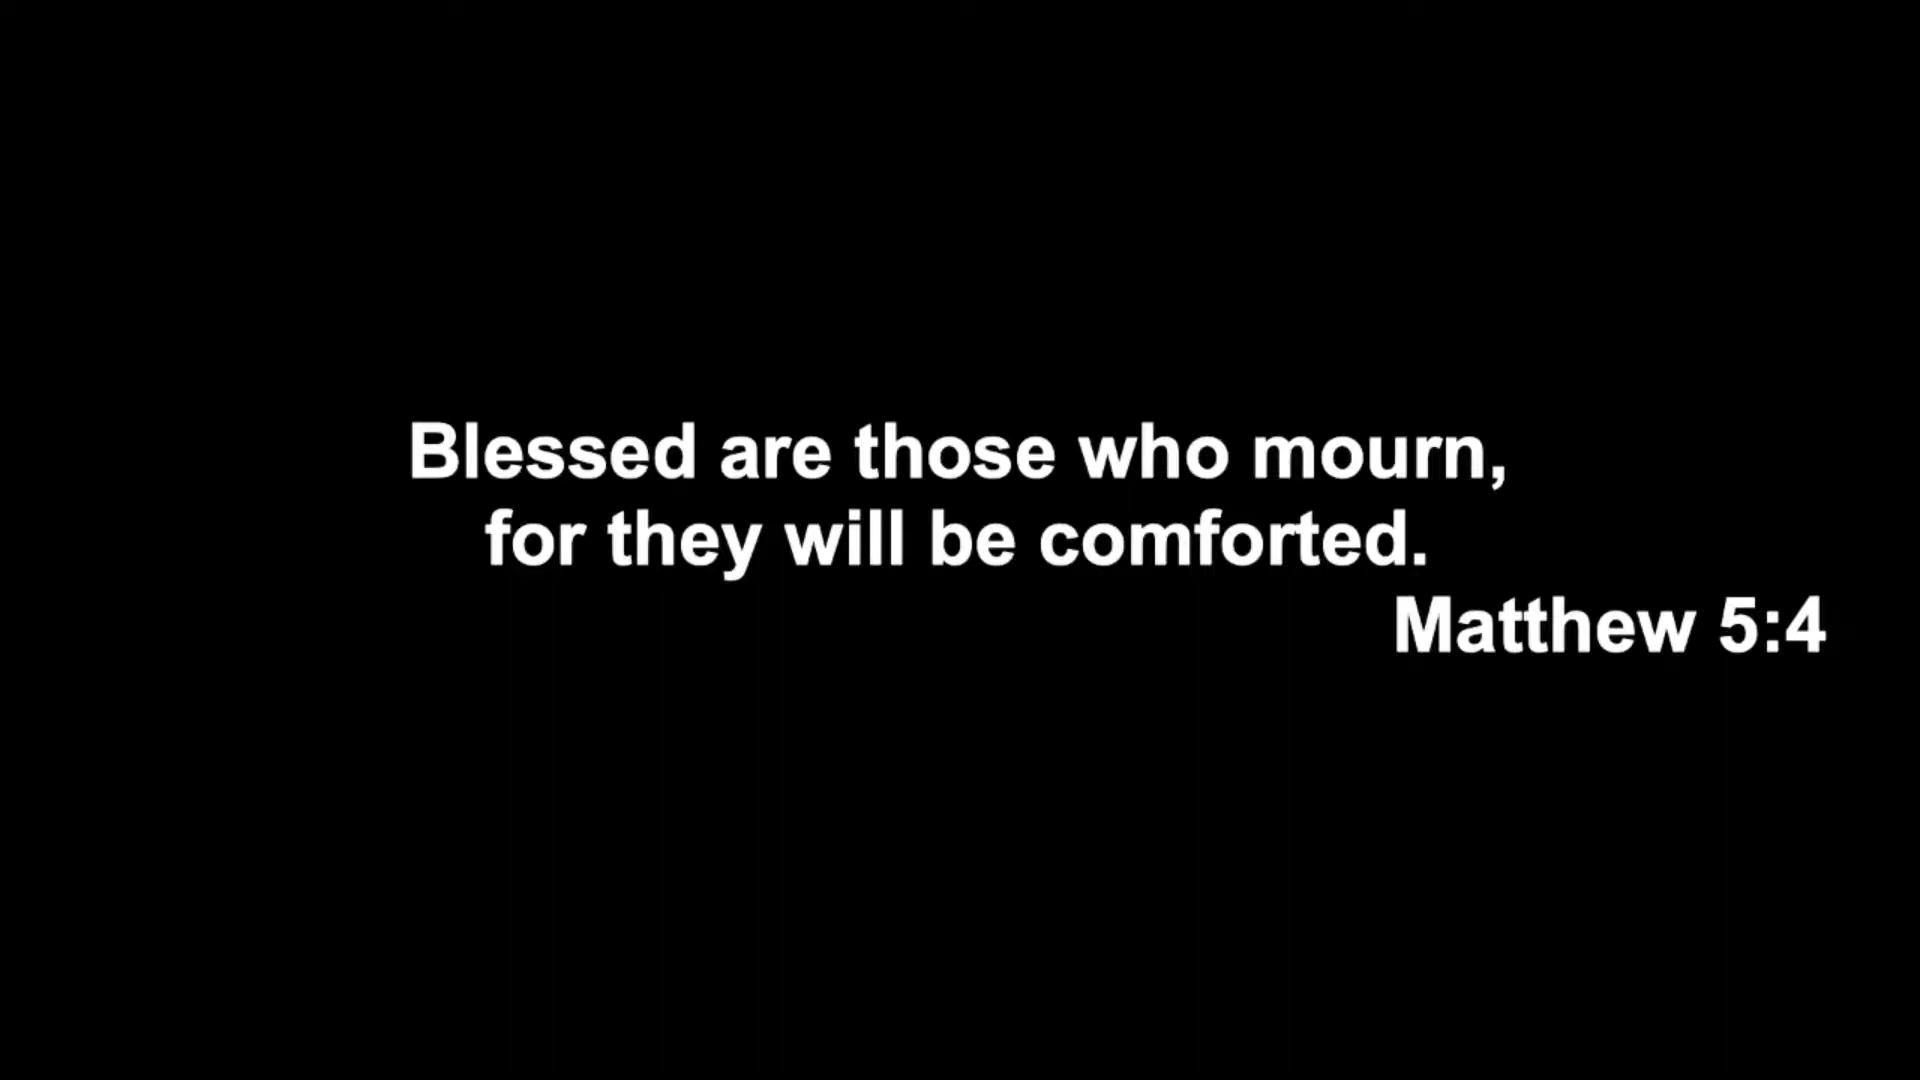 Blessed are those who mourn,
for they will be comforted.
Matthew 5:4